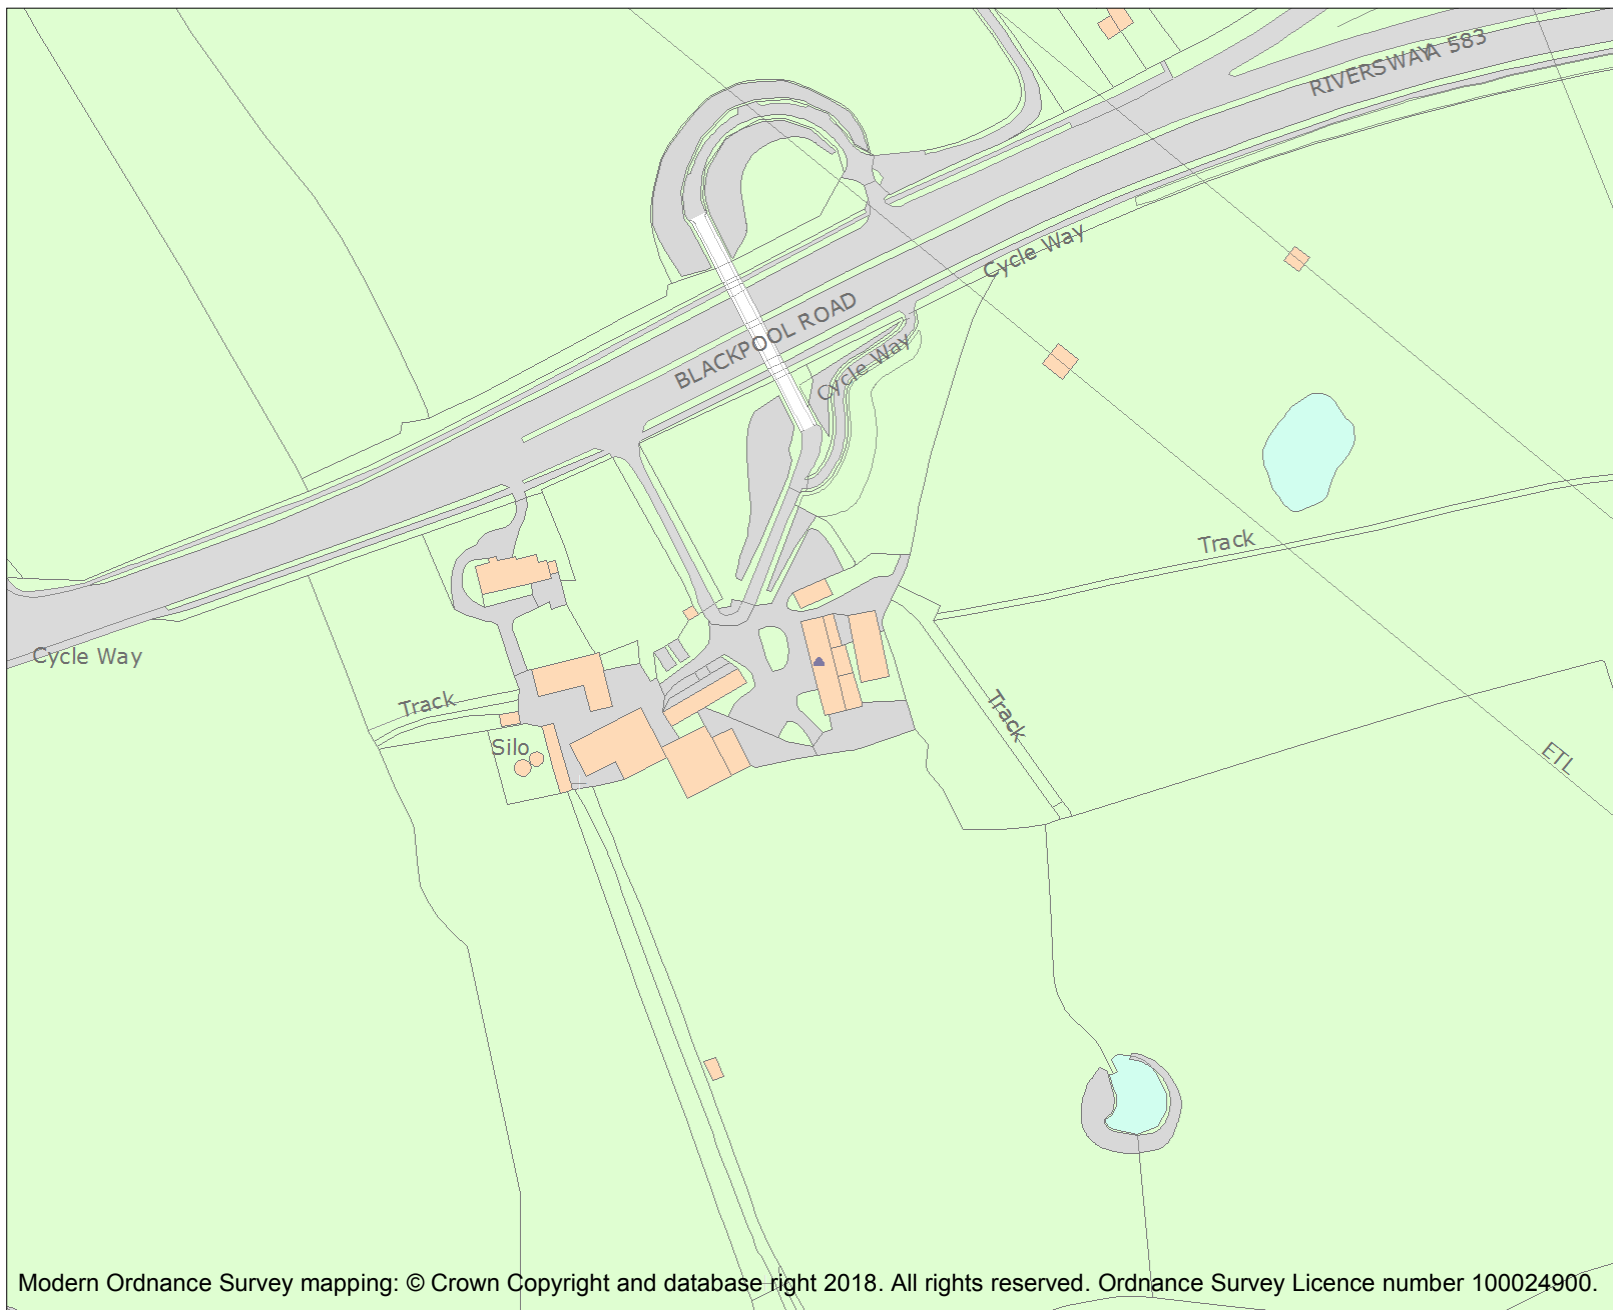 RIVERSWAY
A 583
Cycle Way
BLACKPOOL ROAD
Cycle Way
Track
Cycle Way
Track
Track
Silo
ETL
Modern Ordnance Survey mapping: © Crown Copyright and database right 2018. All rights reserved. Ordnance Survey Licence number 100024900.